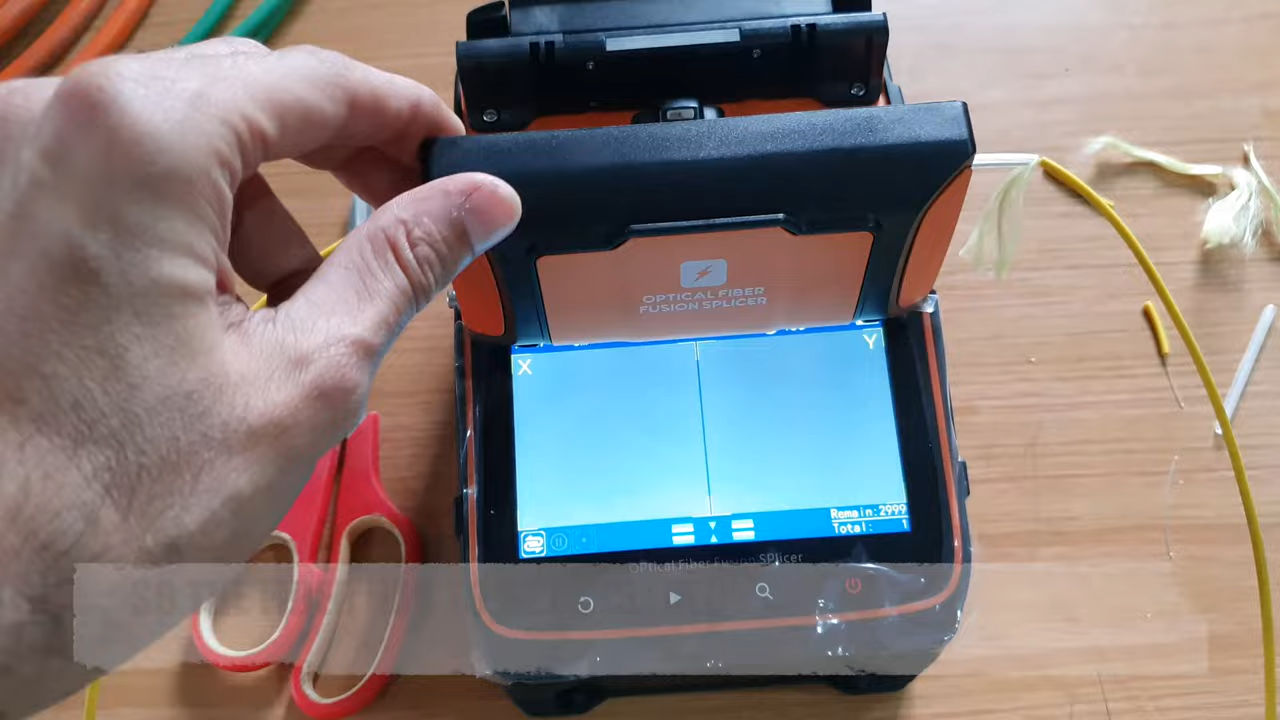 OPTICAL FIBER
FUSION SPLICER
X
Y
Remain:2999
Total: 1
OPtical Fiber Fusion SPlicer